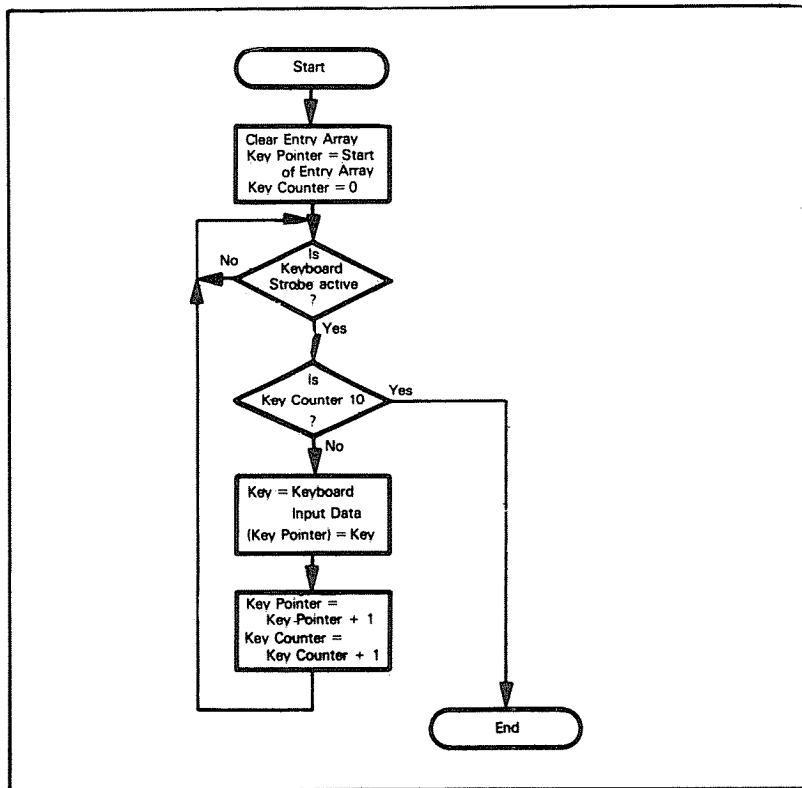 Start
Clear Entry Array
Key Pointer = Start
of Entry Array
Key Counter = 0
Is
Keyboard
Strobe active
?
No
Yes
Is
Key Counter 10
?
Yes
No
Key = Keyboard
Input Data
(Key Pointer) = Key
Key Pointer =
Key Pointer + 1
Key Counter =
Key Counter + 1
End